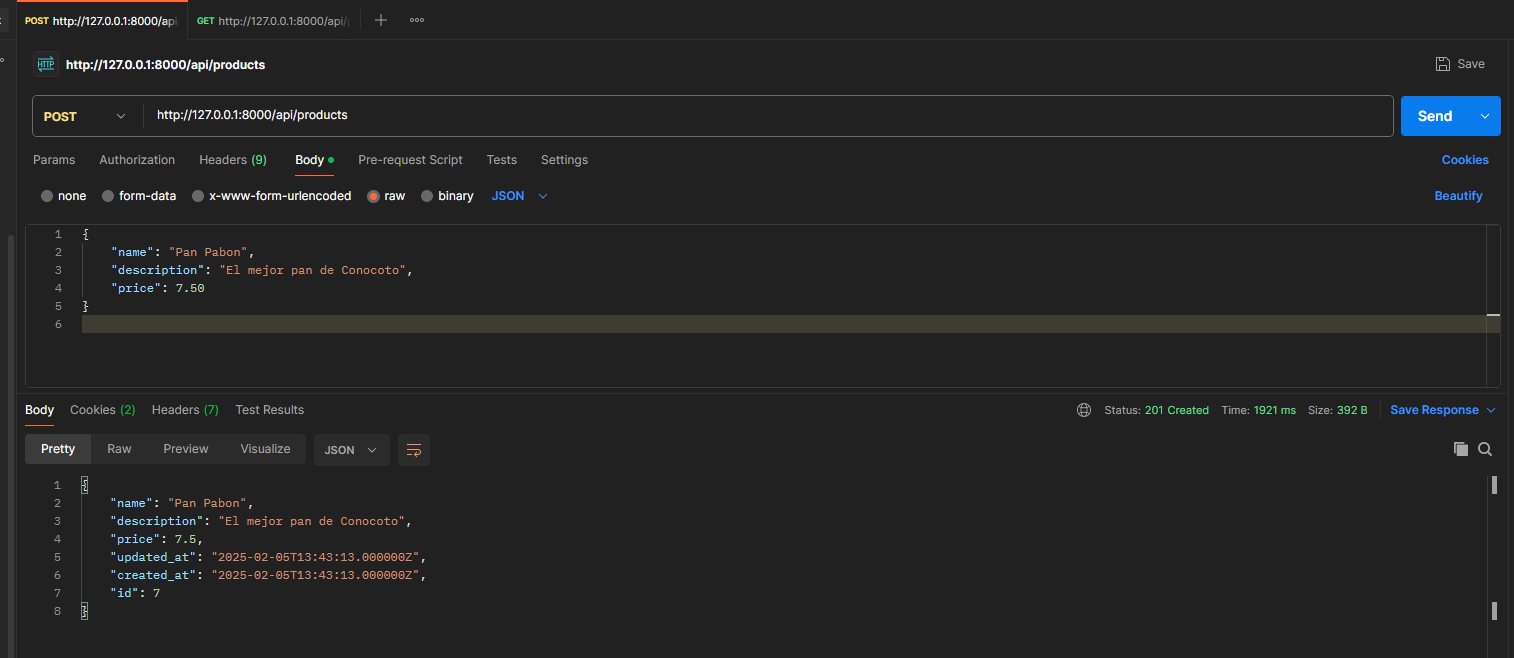 POST http://127.0.0.1:8000/api GET http://127.0.0.1:8000/api/
HTTP http://127.0.0.1:8000/api/products Save
POST http://127.0.0.1:8000/api/products Send
Params Authorization Headers (9) Body Pre-request Script Tests Settings Cookies
none form-data x-www-form-urlencoded raw binary JSON Beautify
1 {
2 "name": "Pan Pabon",
3 "description": "El mejor pan de Conocoto",
4 "price": 7.50
5 }
6
Body Cookies (2) Headers (7) Test Results Status: 201 Created Time: 1921 ms Size: 392 B Save Response
Pretty Raw Preview Visualize JSON
1 {
2 "name": "Pan Pabon",
3 "description": "El mejor pan de Conocoto",
4 "price": 7.5,
5 "updated_at": "2025-02-05T13:43:13.000000Z",
6 "created_at": "2025-02-05T13:43:13.000000Z",
7 "id": 7
8 }